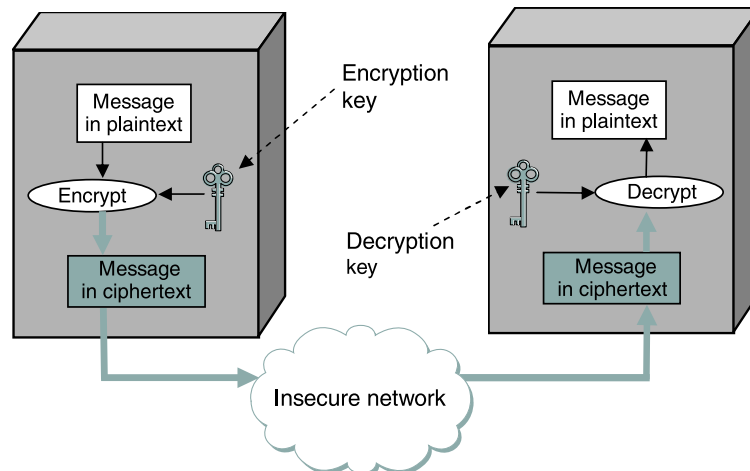 Message
in plaintext
Encrypt
Message
in ciphertext
Encryption
key
Decryption
key
Insecure network
Message
in plaintext
Decrypt
Message
in ciphertext